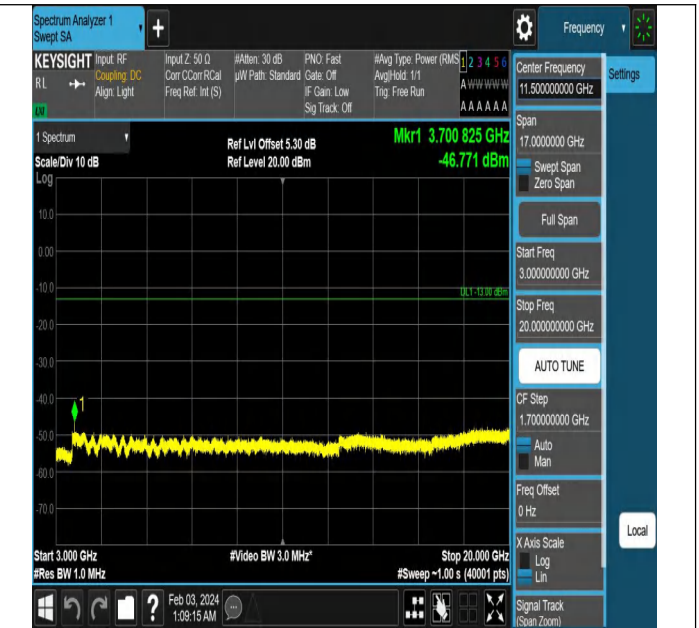 Spectrum Analyzer 1
Swept SA
+
Frequency
KEYSIGHT
RL
Input: RF
Coupling: DC
Align: Light
Input Z: 50 Ω
Corr CCorr RCal
Freq Ref: Int (S)
#Atten: 30 dB
µW Path: Standard
PNO: Fast
Gate: Off
IF Gain: Low
Sig Track: Off
#Avg Type: Power (RMS
Avg|Hold: 1/1
Trig: Free Run
1 2 3 4 5 6
A W W W W W
A A A A A A
1 Spectrum
Scale/Div 10 dB
Log
Ref Lvl Offset 5.30 dB
Ref Level 20.00 dBm
Mkr1 3.700 825 GHz
-46.771 dBm
10.0
0.00
-10.0
DL1 -13.00 dBm
-20.0
-30.0
-40.0
1
-50.0
-60.0
-70.0
Start 3.000 GHz
#Res BW 1.0 MHz
#Video BW 3.0 MHz*
Stop 20.000 GHz
#Sweep ~1.00 s (40001 pts)
?
Feb 03, 2024
1:09:15 AM
Center Frequency
11.500000000 GHz
Settings
Span
17.0000000 GHz
Swept Span
Zero Span
Full Span
Start Freq
3.000000000 GHz
Stop Freq
20.000000000 GHz
AUTO TUNE
CF Step
1.700000000 GHz
Auto
Man
Freq Offset
0 Hz
X Axis Scale
Log
Lin
Local
Signal Track
(Span Zoom)